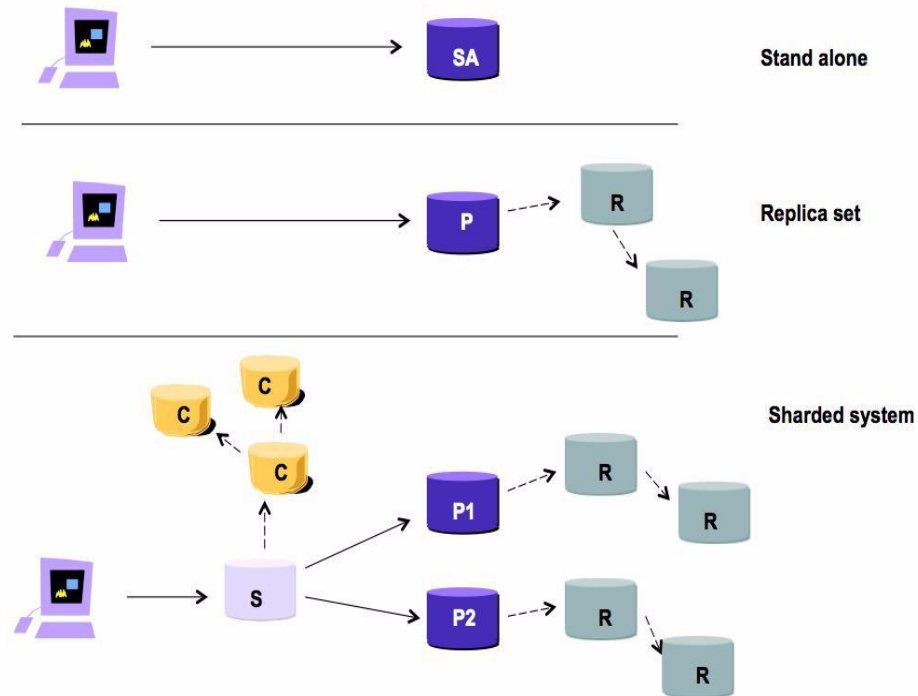 SA
Stand alone
P
R
Replica set
R
C
C
Sharded system
C
R
P1
R
S
P2
R
R